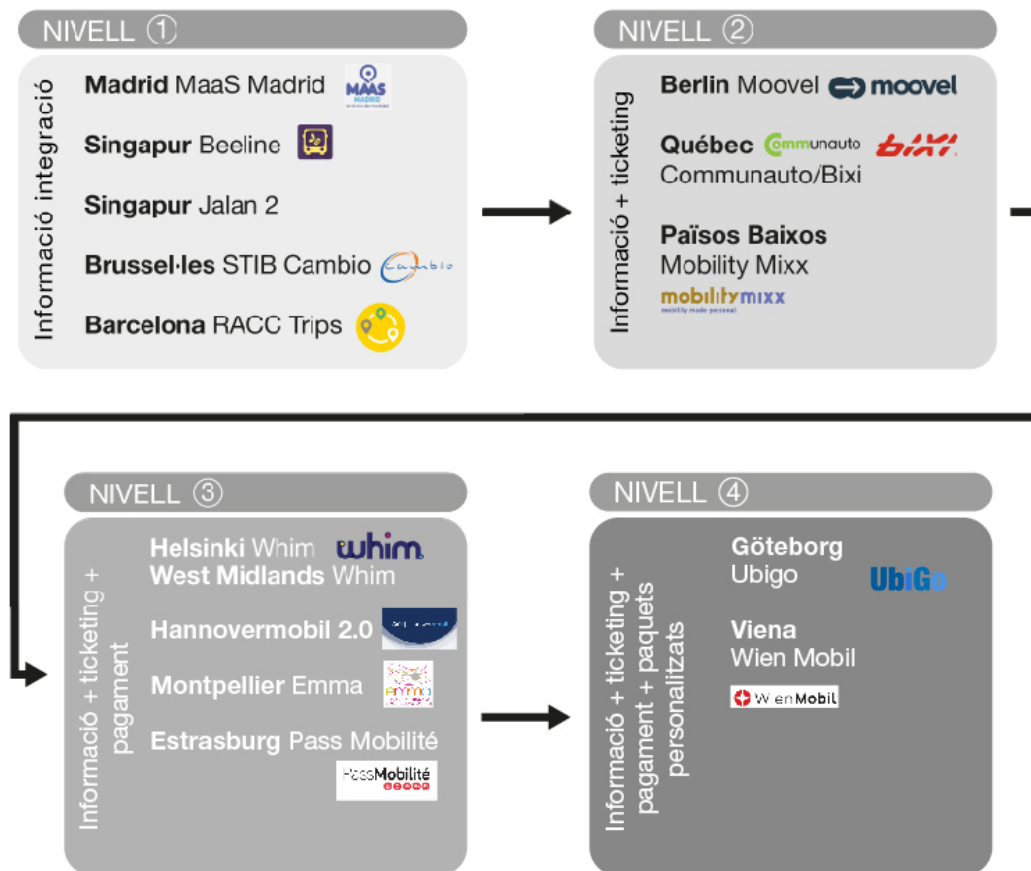 NIVELL ①
Informació integració
Madrid MaaS Madrid
MAAS
MADRID
Singapur Beeline
Singapur Jalan 2
Brussel·les STIB Cambio
cambio
Barcelona RACC Trips
NIVELL ②
Informació + ticketing
Berlin Moovel
moovel
Québec
communauto
bixi
Communauto/Bixi
Països Baixos
Mobility Mixx
mobilitymixx
mobility made personal
NIVELL ③
Informació + ticketing +
pagament
Helsinki Whim
whim
West Midlands Whim
Hannovermobil 2.0
Montpellier Emma
emma
Estrasburg Pass Mobilité
PassMobilité
NIVELL ④
Informació + ticketing +
pagament + paquets
personalitzats
Göteborg
Ubigo
UbiGo
Viena
Wien Mobil
WienMobil